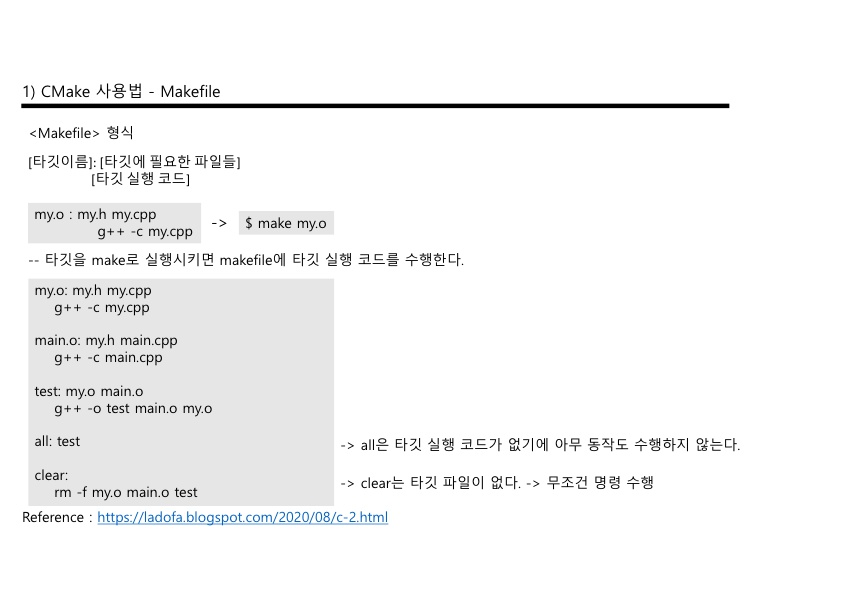 1) CMake 사용법 - Makefile
<Makefile> 형식
[타깃이름]: [타깃에 필요한 파일들]
[타깃 실행 코드]
my.o : my.h my.cpp
g++ -c my.cpp
->
$ make my.o
-- 타깃을 make로 실행시키면 makefile에 타깃 실행 코드를 수행한다.
my.o: my.h my.cpp
g++ -c my.cpp
main.o: my.h main.cpp
g++ -c main.cpp
test: my.o main.o
g++ -o test main.o my.o
all: test
-> all은 타깃 실행 코드가 없기에 아무 동작도 수행하지 않는다.
clear:
-> clear는 타깃 파일이 없다. -> 무조건 명령 수행
rm -f my.o main.o test
Reference : https://ladofa.blogspot.com/2020/08/c-2.html